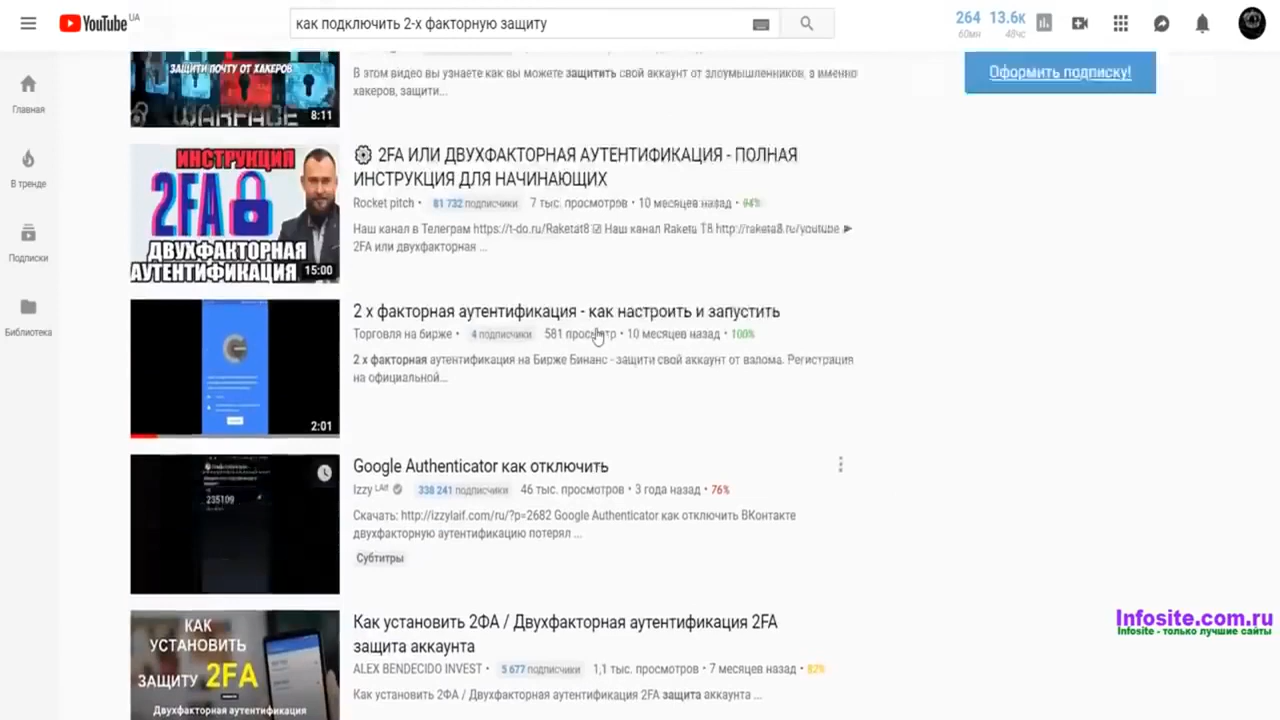 YouTube UA
как подключить 2-х факторную защиту
264 13.6к
60мн 48чс
Главная
В тренде
Подписки
Библиотека
Оформить подписку!
ЗАЩИТИ ПОЧТУ ОТ ХАКЕРОВ
WARFACE
8:11
В этом видео вы узнаете как вы можете защитить свой аккаунт от злоумышленников, а именно
хакеров, защити...
ИНСТРУКЦИЯ
2FA
ДВУХФАКТОРНАЯ
АУТЕНТИФИКАЦИЯ
15:00
2FA ИЛИ ДВУХФАКТОРНАЯ АУТЕНТИФИКАЦИЯ - ПОЛНАЯ
ИНСТРУКЦИЯ ДЛЯ НАЧИНАЮЩИХ
Rocket pitch • 81 732 подписчики 7 тыс. просмотров • 10 месяцев назад • 94%
Наш канал в Телеграм https://t-do.ru/Raketat8 ☑ Наш канал Raketa T8 http://raketa8.ru/youtube ►
2FA или двухфакторная ...
2:01
2 х факторная аутентификация - как настроить и запустить
Торговля на бирже • 4 подписчики 581 просмотр • 10 месяцев назад • 100%
2 х факторная аутентификация на Бирже Бинанс - защити свой аккаунт от взлома. Регистрация
на официальной...
235109
Google Authenticator как отключить
Izzy Laif 338 241 подписчики 46 тыс. просмотров • 3 года назад • 76%
Скачать: http://izzylaif.com/ru/?p=2682 Google Authenticator как отключить ВКонтакте
двухфакторную аутентификацию потерял ...
Субтитры
КАК
УСТАНОВИТЬ
ЗАЩИТУ 2FA
Двухфакторная аутентификация
Как установить 2ФА / Двухфакторная аутентификация 2FA
защита аккаунта
ALEX BENDECIDO INVEST • 5 677 подписчики 1,1 тыс. просмотров • 7 месяцев назад • 82%
Как установить 2ФА / Двухфакторная аутентификация 2FA защита аккаунта ...
Infosite.com.ru
Infosite - только лучшие сайты